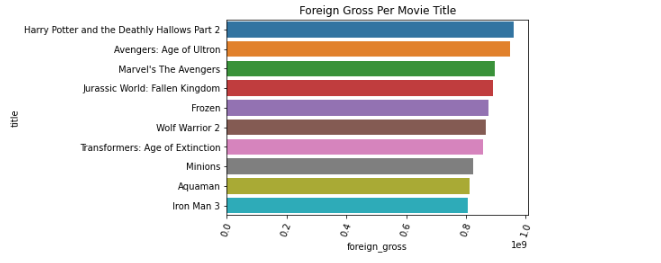 Foreign Gross Per Movie Title
Harry Potter and the Deathly Hallows Part 2
Avengers: Age of Ultron
Marvel's The Avengers
Jurassic World: Fallen Kingdom
Frozen
Wolf Warrior 2
Transformers: Age of Extinction
Minions
Aquaman
Iron Man 3
title
0.0
0.2
0.4
0.6
0.8
1.0
1e9
foreign_gross